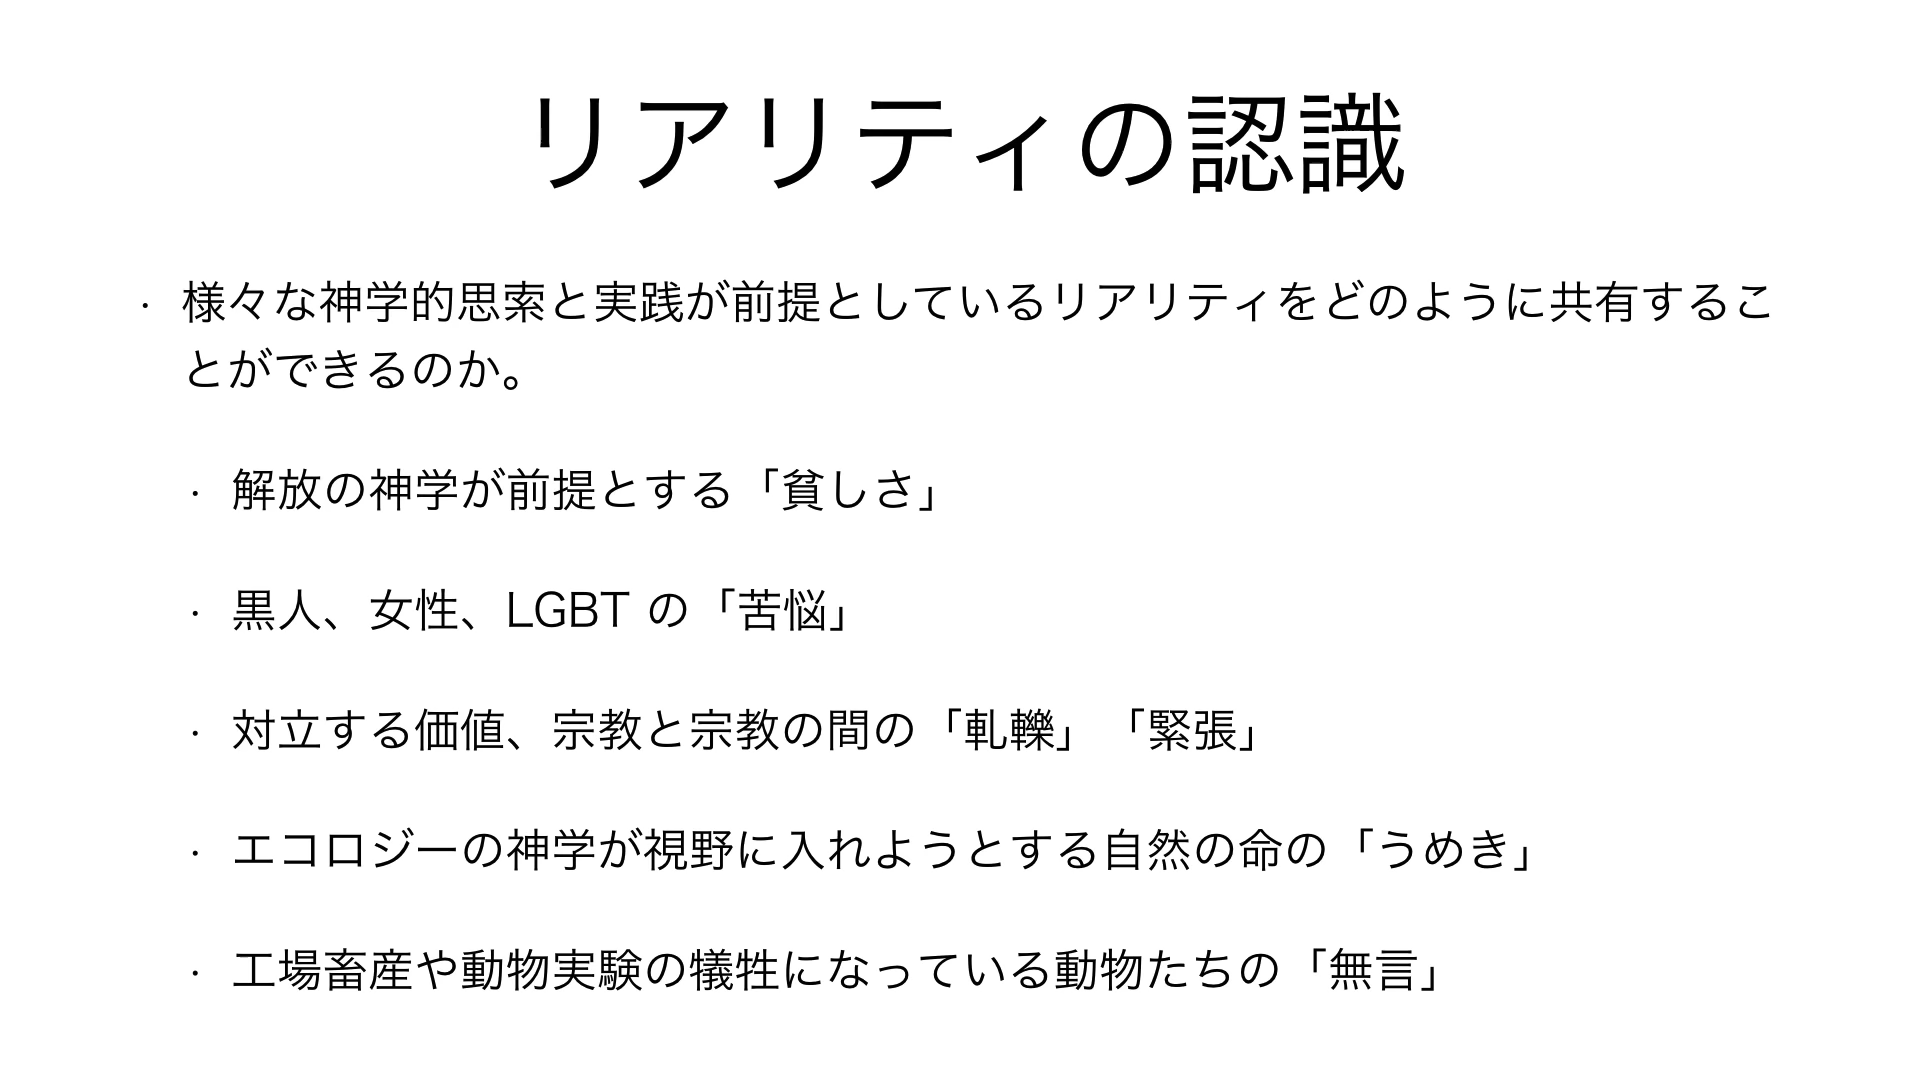 リアリティの認識
・様々な神学的思索と実践が前提としているリアリティをどのように共有するこ
とができるのか。
・解放の神学が前提とする「貧しさ」
・黒人、女性、LGBT の「苦悩」
・対立する価値、宗教と宗教の間の「軋轢」「緊張」
・エコロジーの神学が視野に入れようとする自然の命の「うめき」
・工場畜産や動物実験の犠牲になっている動物たちの「無言」